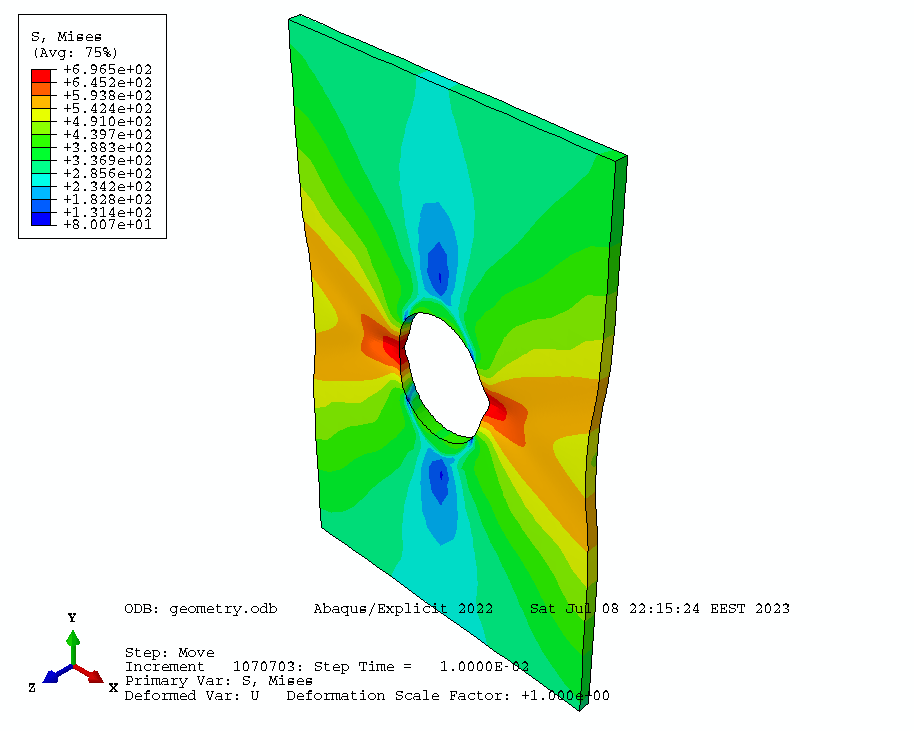 S, Mises
(Avg: 75%)
+6.965e+02
+6.452e+02
+5.938e+02
+5.424e+02
+4.910e+02
+4.397e+02
+3.883e+02
+3.369e+02
+2.856e+02
+2.342e+02
+1.828e+02
+1.314e+02
+8.007e+01
ODB: geometry.odb    Abaqus/Explicit 2022    Sat Jul 08 22:15:24 EEST 2023
Y
Z
X
Step: Move
Increment   1070703: Step Time =   1.0000E-02
Primary Var: S, Mises
Deformed Var: U   Deformation Scale Factor: +1.000e+00